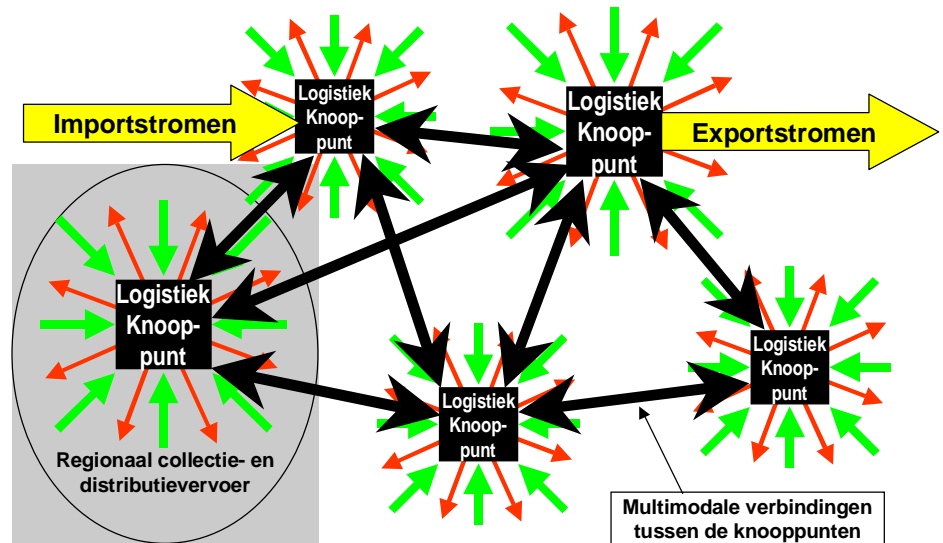 Importstromen
Logistiek
Knoop-
punt
Logistiek
Knoop-
punt
Exportstromen
Logistiek
Knoop-
punt
Regionaal collectie- en
distributievervoer
Logistiek
Knoop-
punt
Logistiek
Knoop-
punt
Multimodale verbindingen
tussen de knooppunten